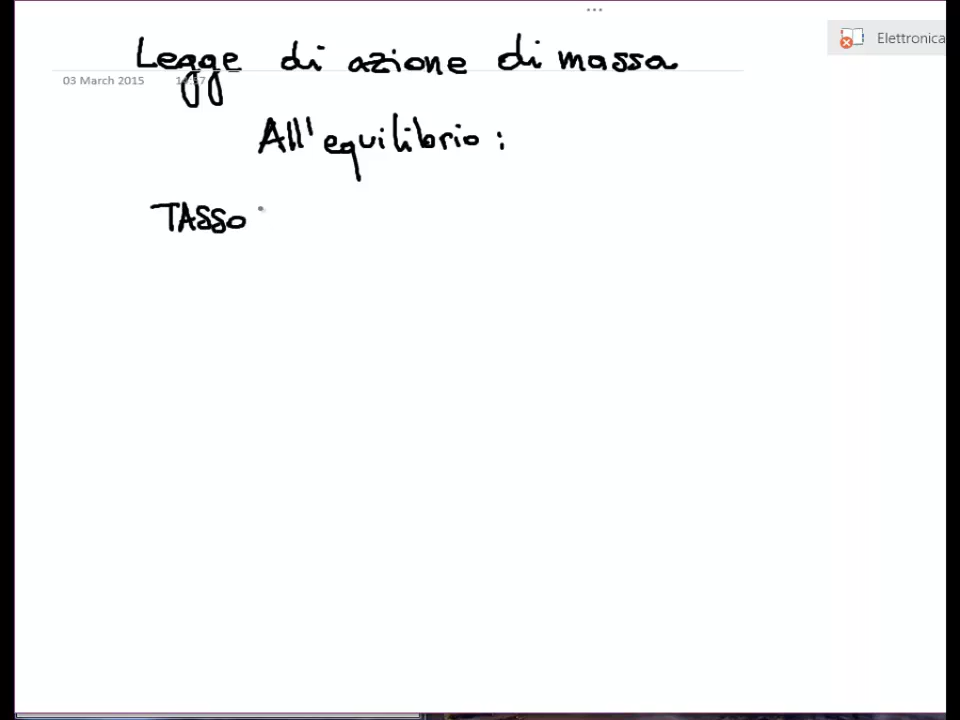 ...
Elettronica
Legge di azione di massa
03 March 2015
All'equilibrio:
TASSO